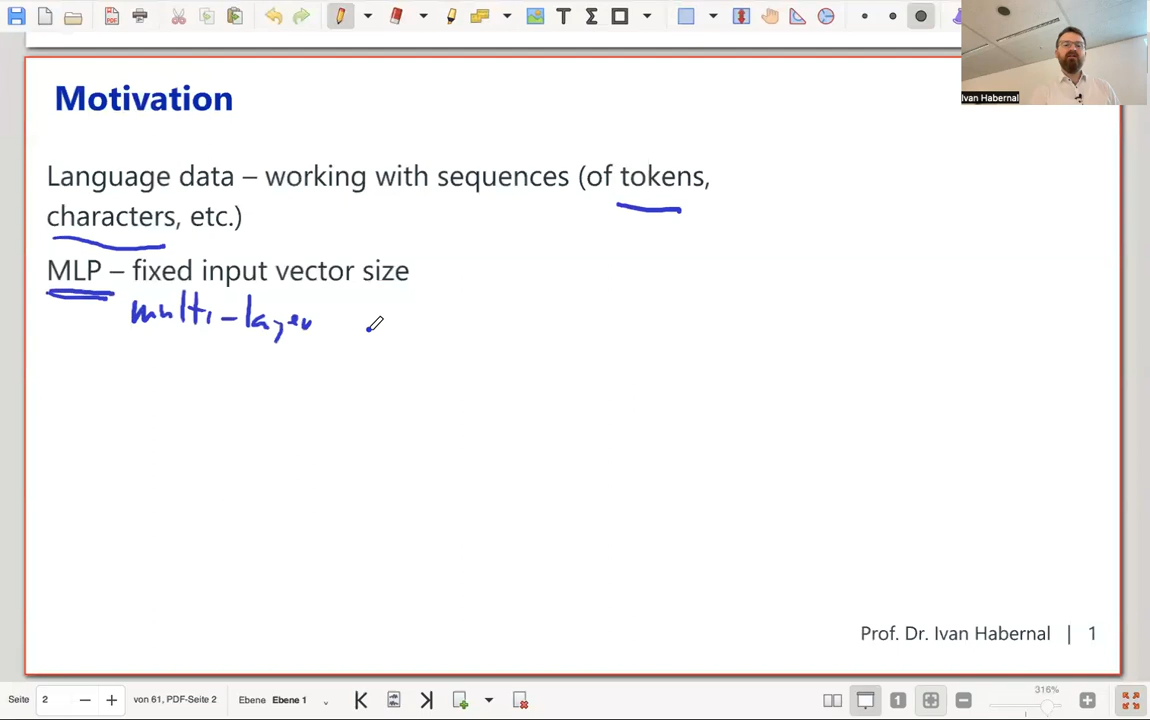 Ivan Habernal
Motivation
Language data – working with sequences (of tokens,
characters, etc.)
MLP – fixed input vector size
multi-layer
Prof. Dr. Ivan Habernal | 1
Seite 2 von 61, PDF-Seite 2 Ebene Ebene 1 1 316%